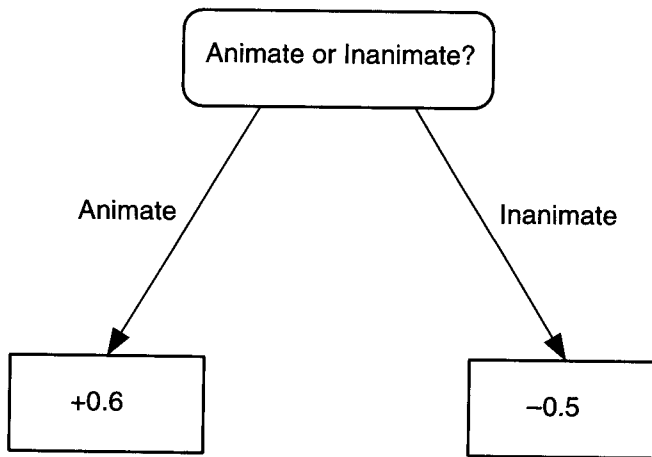 Animate or Inanimate?
Animate
Inanimate
+0.6
–0.5